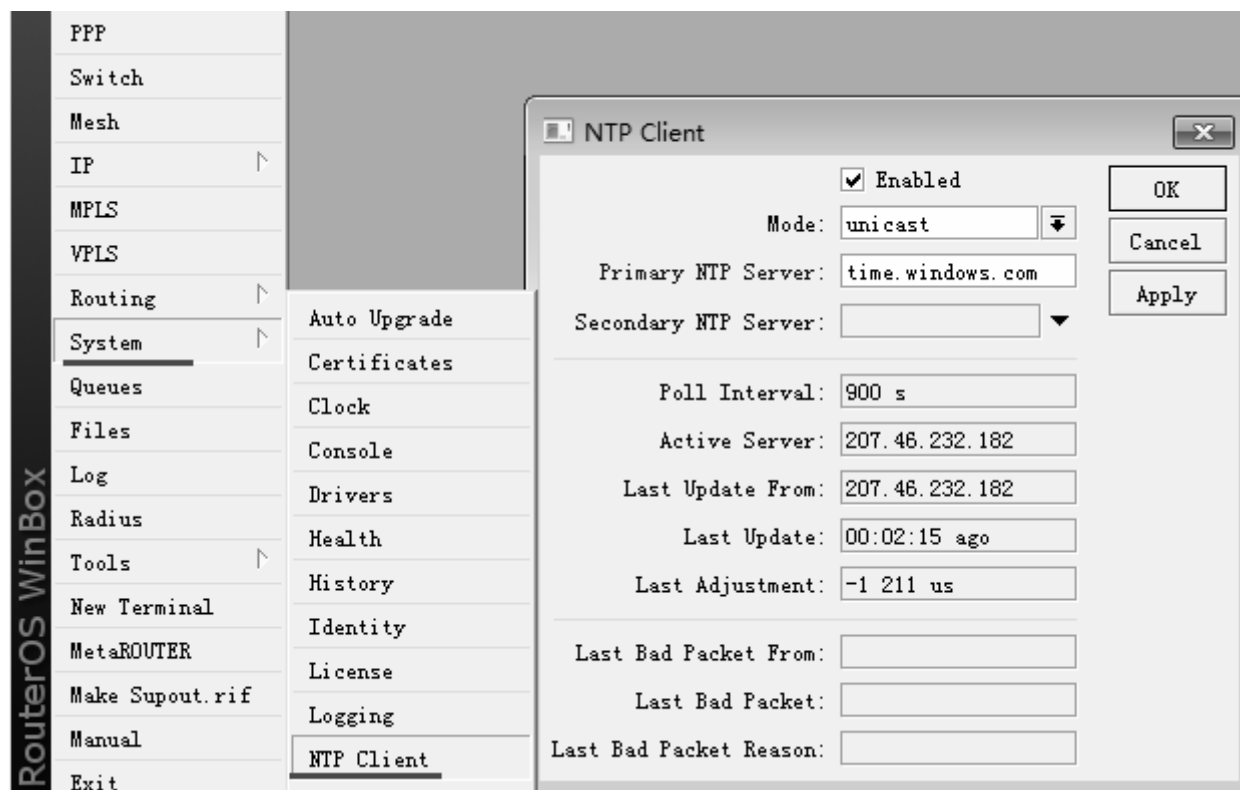 RouterOS WinBox
PPP
Switch
Mesh
IP
MPLS
VPLS
Routing
System
Queues
Files
Log
Radius
Tools
New Terminal
MetaROUTER
Make Supout.rif
Manual
Exit
Auto Upgrade
Certificates
Clock
Console
Drivers
Health
History
Identity
License
Logging
NTP Client
NTP Client
Enabled
Mode: unicast
Primary NTP Server: time.windows.com
Secondary NTP Server:
Poll Interval: 900 s
Active Server: 207.46.232.182
Last Update From: 207.46.232.182
Last Update: 00:02:15 ago
Last Adjustment: -1 211 us
Last Bad Packet From:
Last Bad Packet:
Last Bad Packet Reason:
OK
Cancel
Apply